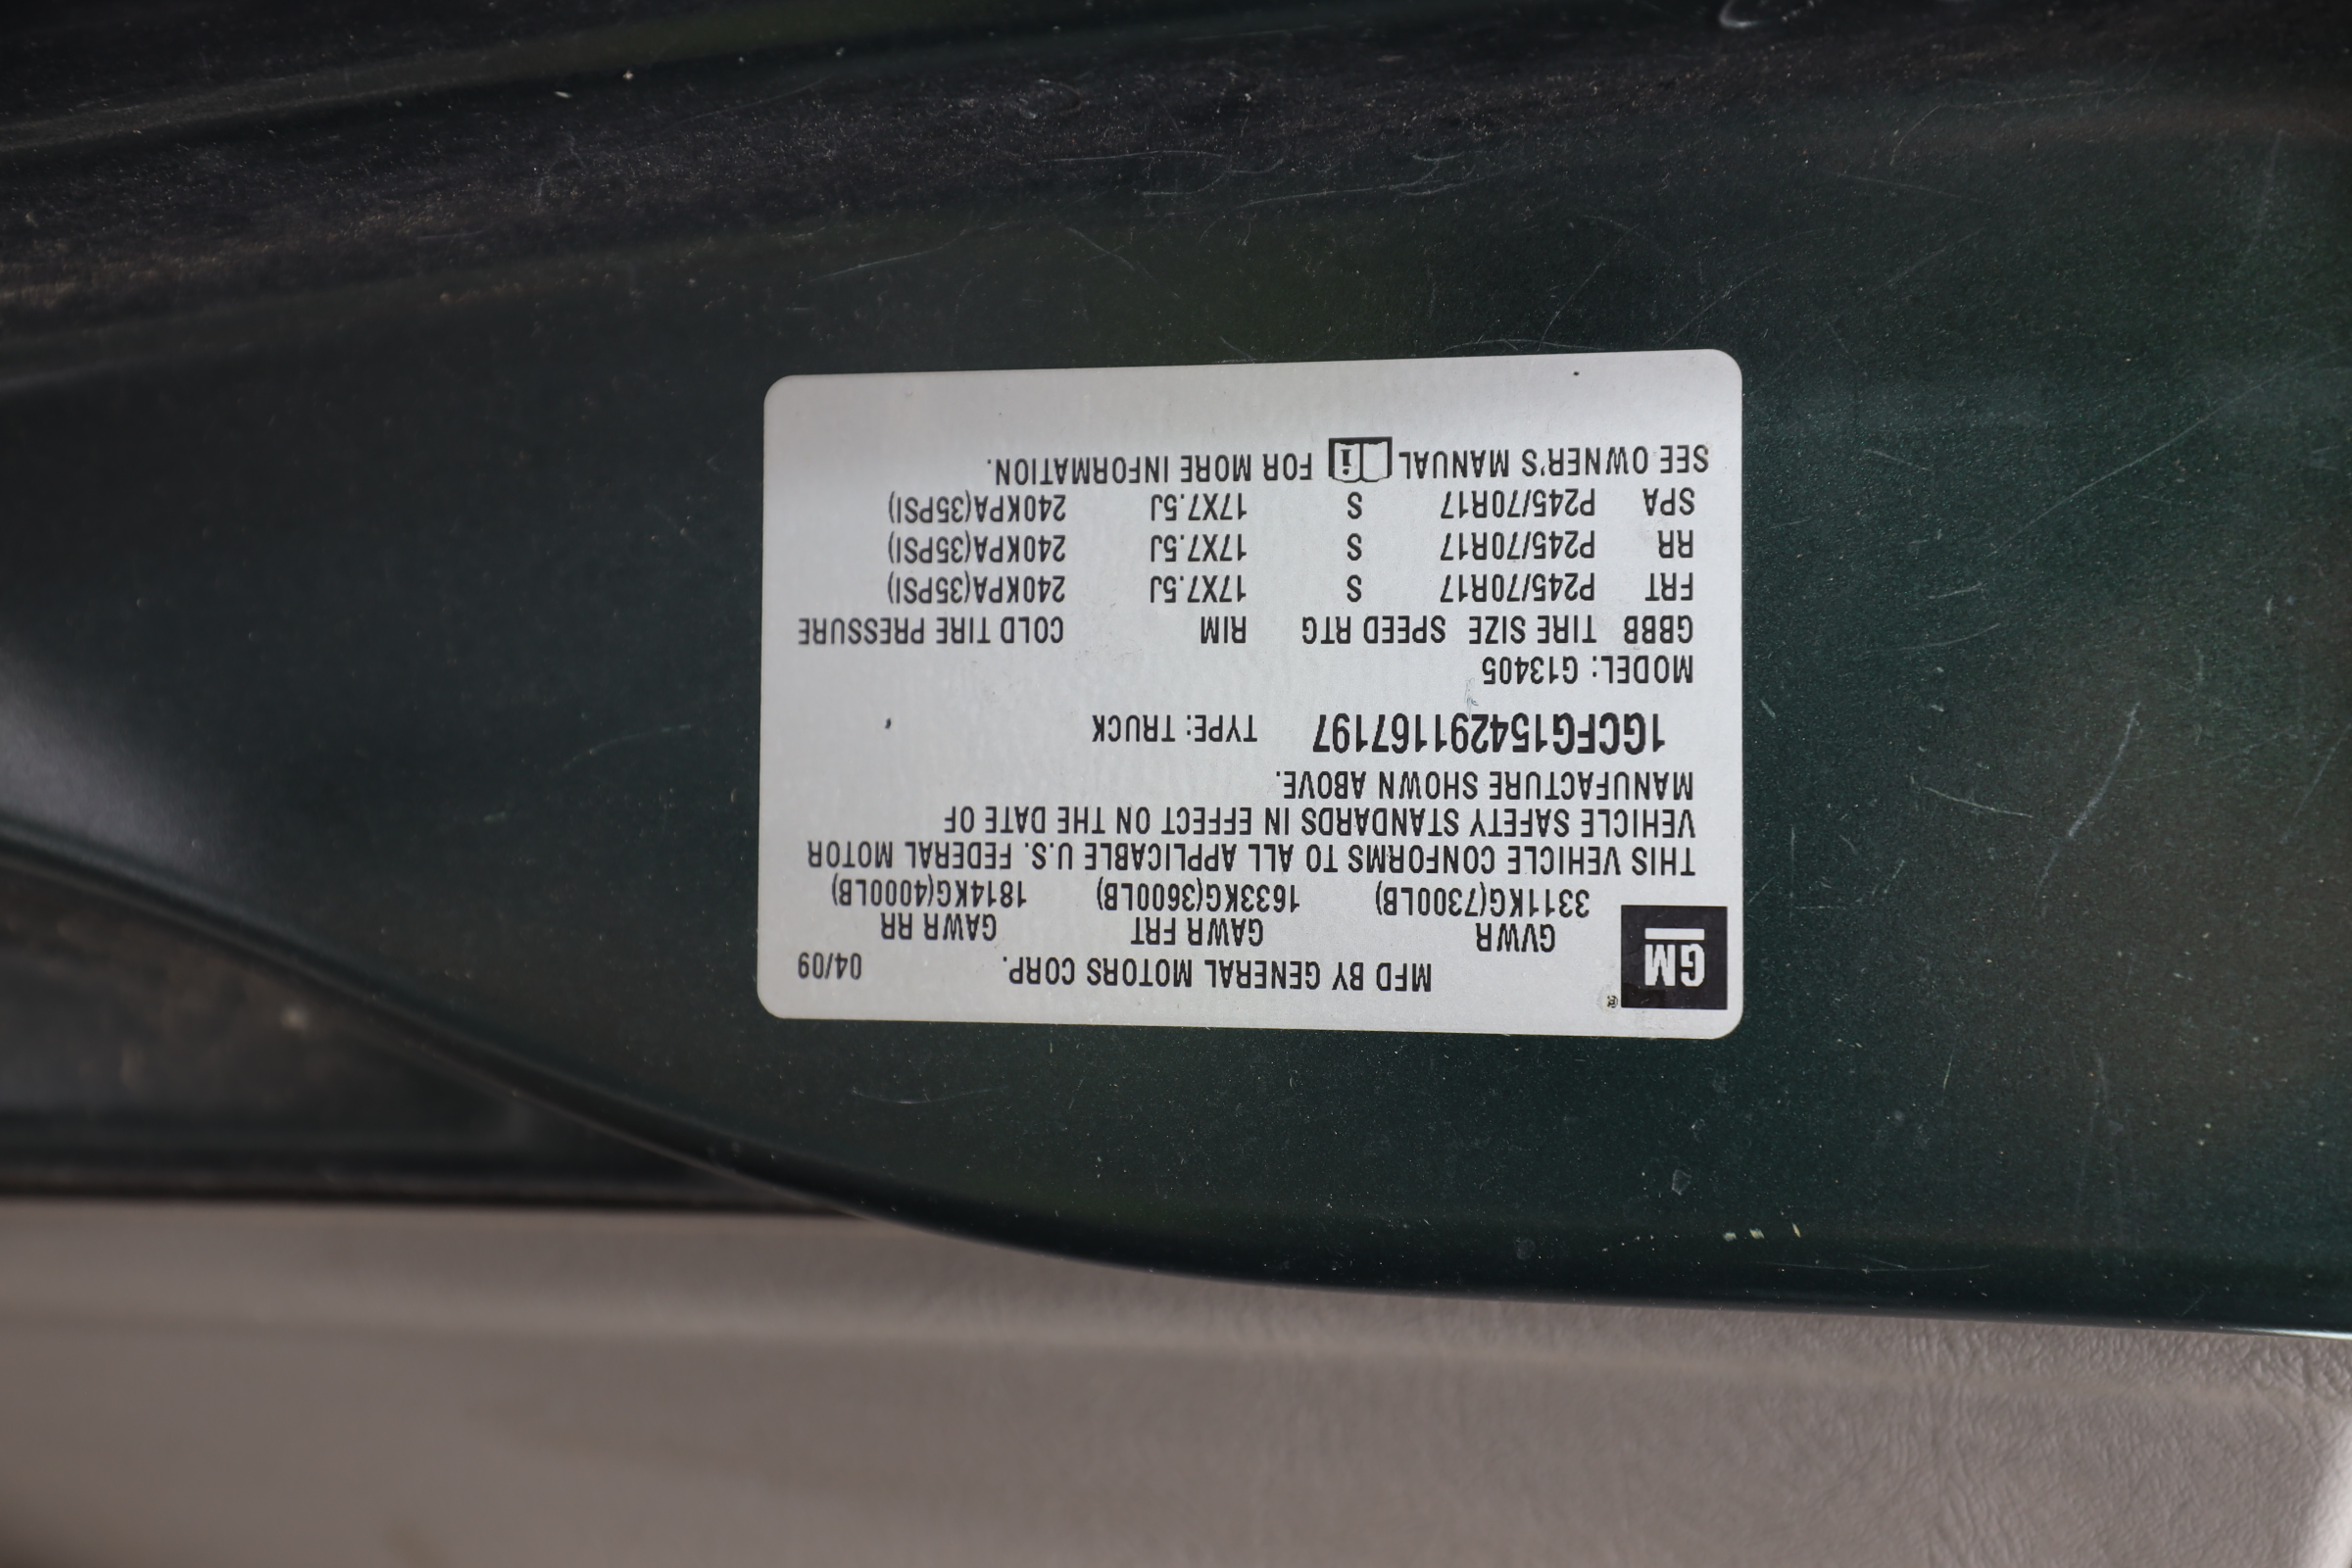 GM ®
MFD BY GENERAL MOTORS CORP. 04/09
GVWR GAWR FRT GAWR RR
3311KG(7300LB) 1633KG(3600LB) 1814KG(4000LB)
THIS VEHICLE CONFORMS TO ALL APPLICABLE U.S. FEDERAL MOTOR
VEHICLE SAFETY STANDARDS IN EFFECT ON THE DATE OF
MANUFACTURE SHOWN ABOVE.
1GCFG154291167197 TYPE: TRUCK
MODEL: G13405
GBBB TIRE SIZE SPEED RTG RIM COLD TIRE PRESSURE
FRT P245/70R17 S 17X7.5J 240KPA(35PSI)
RR P245/70R17 S 17X7.5J 240KPA(35PSI)
SPA P245/70R17 S 17X7.5J 240KPA(35PSI)
SEE OWNER'S MANUAL i FOR MORE INFORMATION.